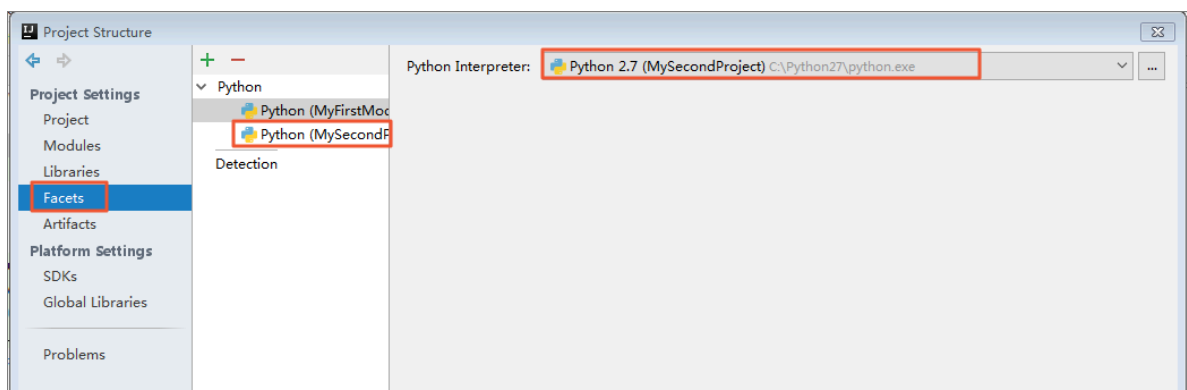 Project Structure
Project Settings
Project
Modules
Libraries
Facets
Artifacts
Platform Settings
SDKs
Global Libraries
Problems
Python
Python (MyFirstMod
Python (MySecondP
Detection
Python Interpreter: Python 2.7 (MySecondProject) C:\Python27\python.exe ...